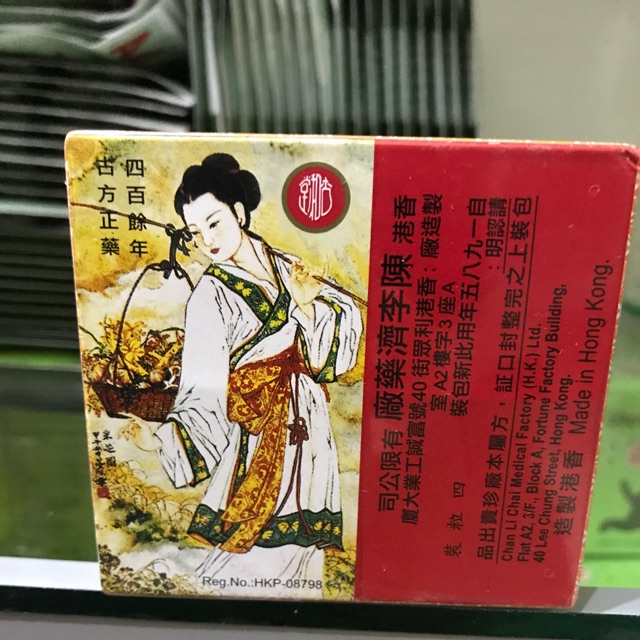 四百餘年
古方正藥
采花圖
Reg.No.:HKP-08798
香港陳李濟藥廠有限公司
製造廠:香港利眾街40號富誠工業大廈
A座3字樓A2室
自一九八五年用此新包裝
四粒裝
請認明:
包裝上之完整封口証,方屬本廠珍貴出品
Chan Li Chai Medical Factory (H.K.) Ltd.
Flat A2, 3/F., Block A, Fortune Factory Building,
40 Lee Chung Street, Hong Kong.
香港製造 Made in Hong Kong.